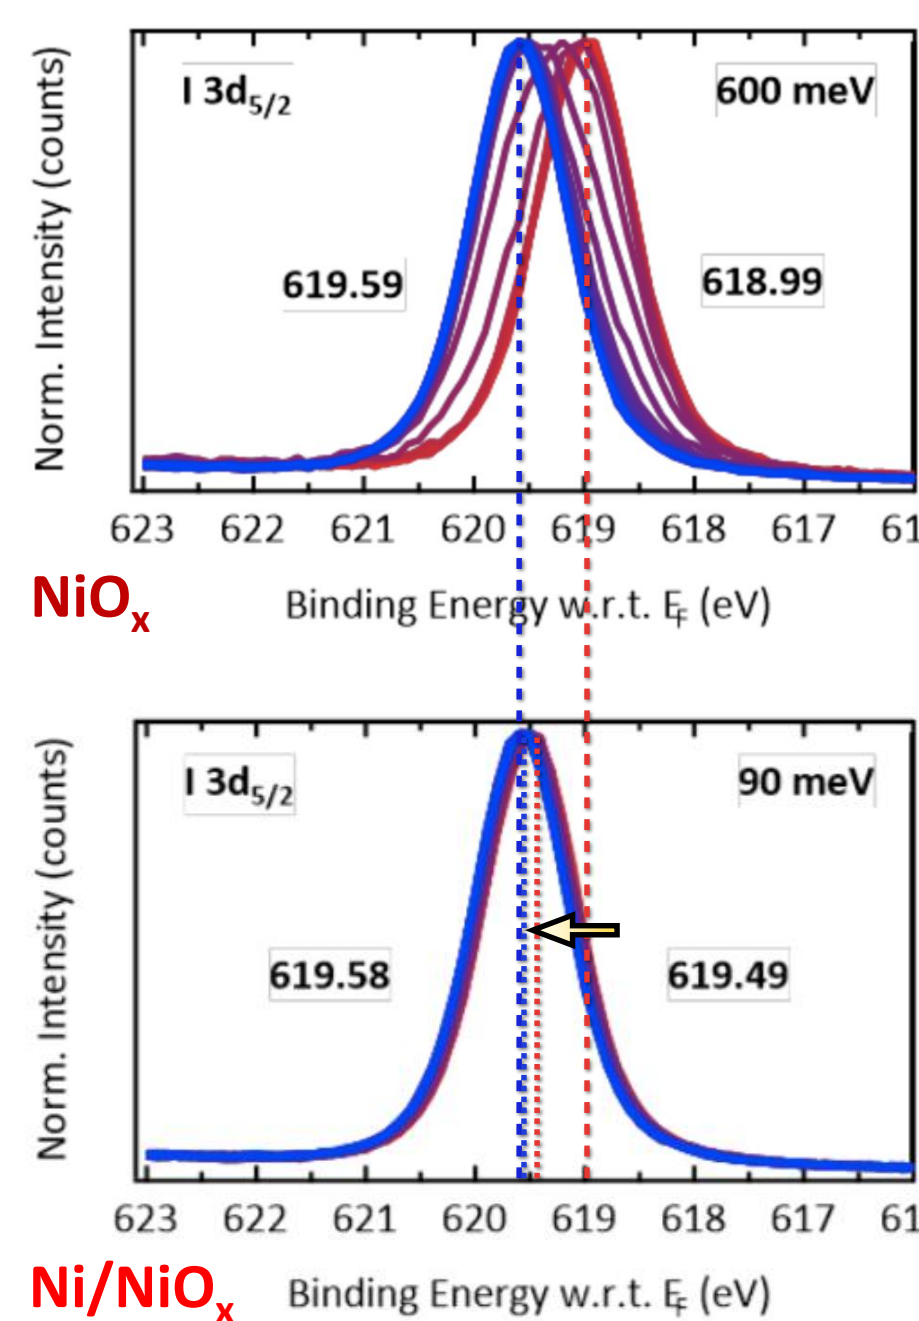 Norm. Intensity (counts)
I 3d5/2
600 meV
619.59
618.99
623 622 621 620 619 618 617 61
NiOx
Binding Energy w.r.t. EF (eV)
Norm. Intensity (counts)
I 3d5/2
90 meV
619.58
619.49
623 622 621 620 619 618 617 61
Ni/NiOx
Binding Energy w.r.t. EF (eV)